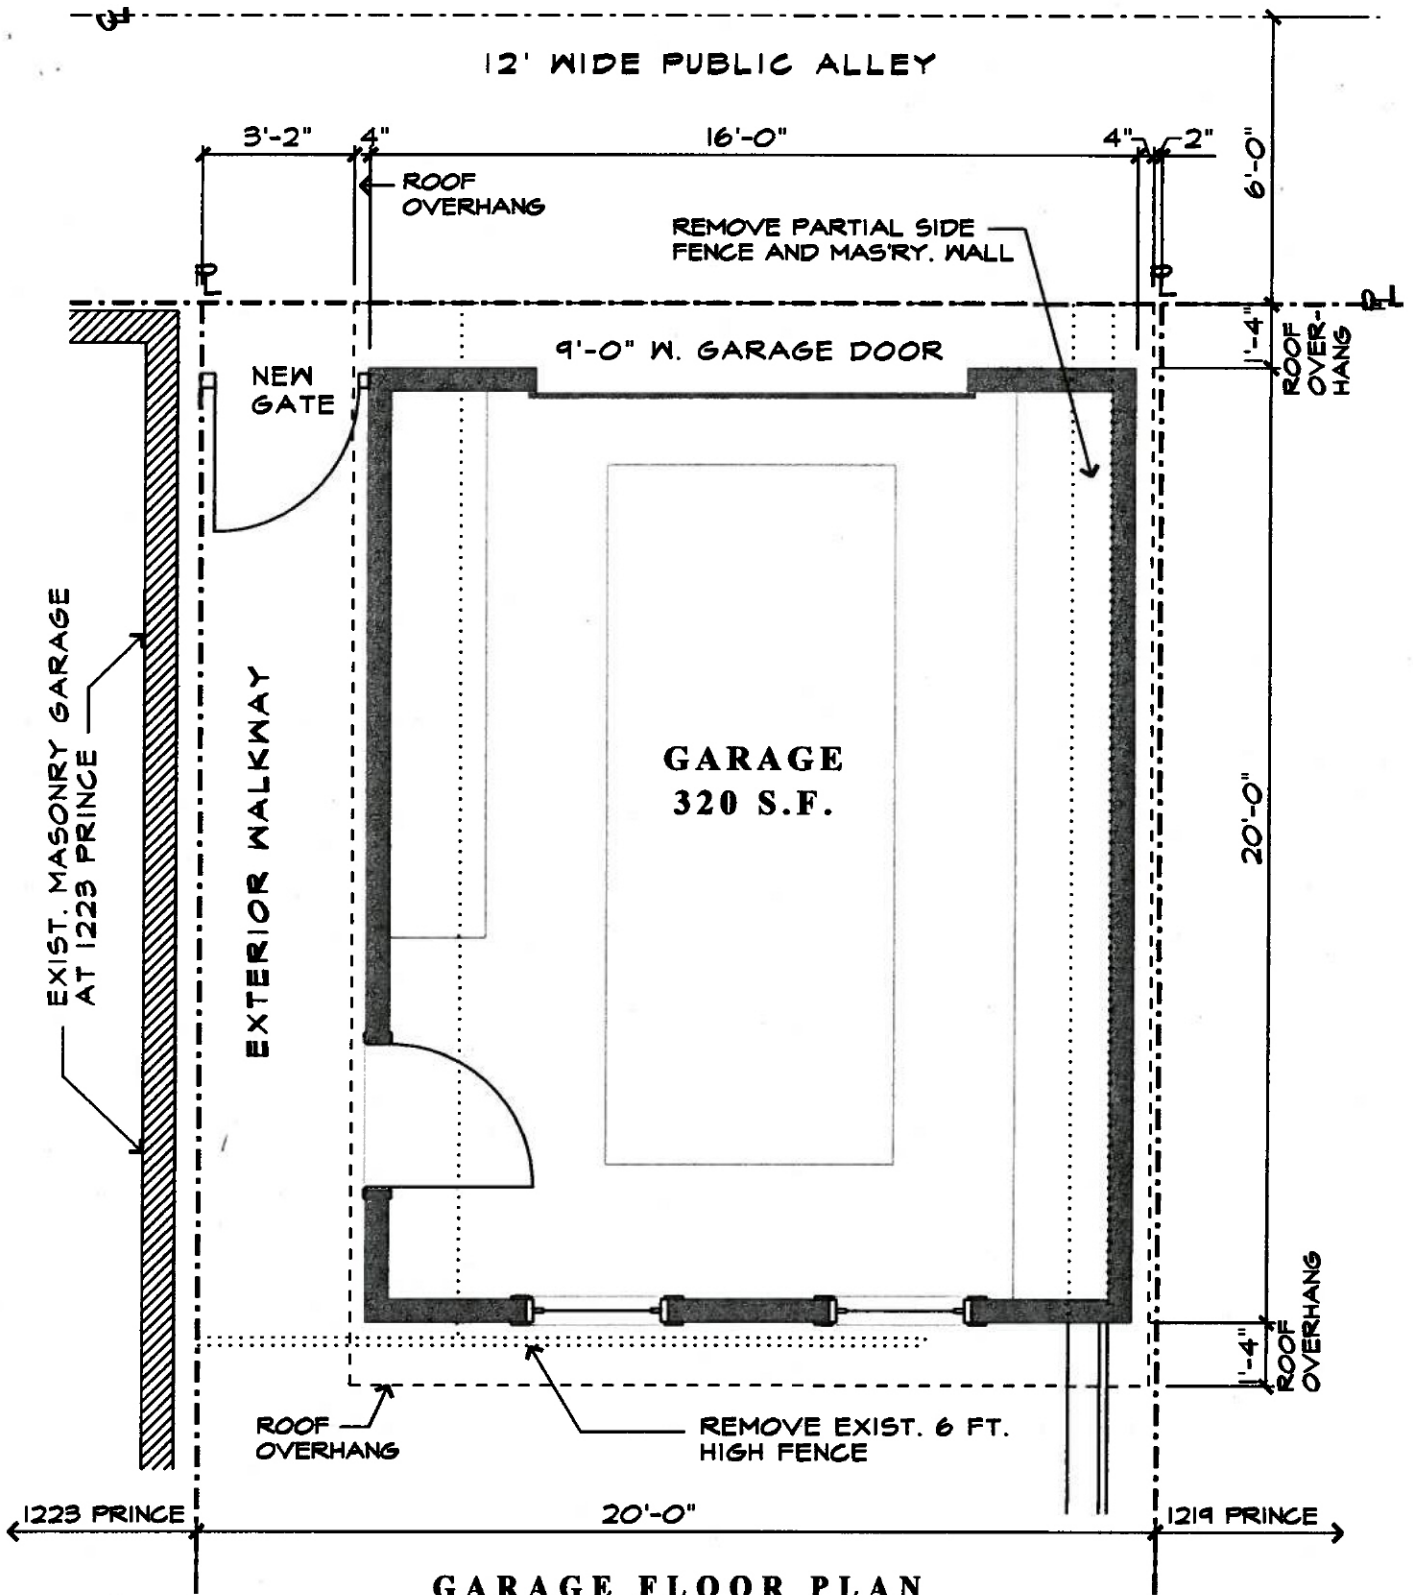 12' WIDE PUBLIC ALLEY
3'-2"
4"
16'-0"
4"
2"
6'-0"
ROOF
OVERHANG
REMOVE PARTIAL SIDE
FENCE AND MAS'RY. WALL
PL
PL
PL
1'-4"
ROOF
OVER-
HANG
9'-0" W. GARAGE DOOR
NEW
GATE
EXIST. MASONRY GARAGE
AT 1223 PRINCE
EXTERIOR WALKWAY
GARAGE
320 S.F.
20'-0"
1'-4"
ROOF
OVERHANG
ROOF
OVERHANG
REMOVE EXIST. 6 FT.
HIGH FENCE
1223 PRINCE
20'-0"
1219 PRINCE
GARAGE FLOOR PLAN